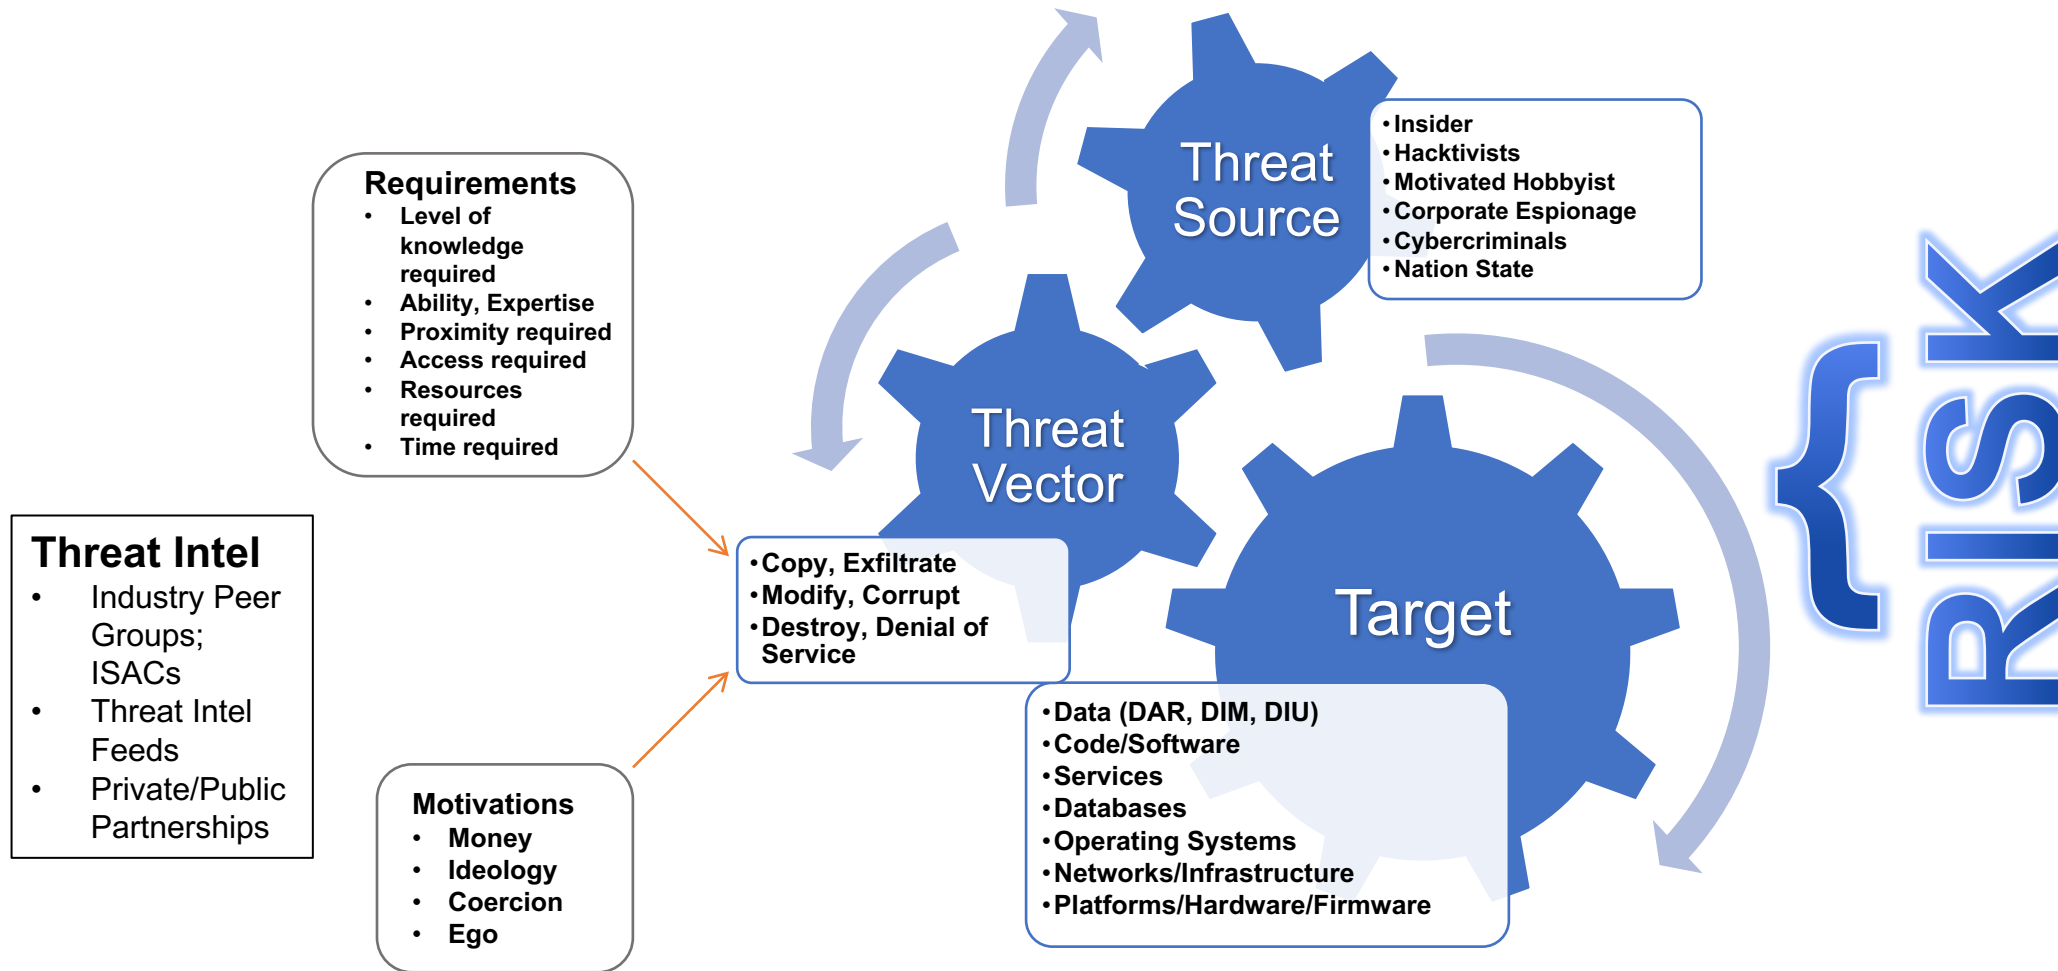 Threat
Source
• Insider
• Hacktivists
• Motivated Hobbyist
• Corporate Espionage
• Cybercriminals
• Nation State
Requirements
• Level of
knowledge
required
• Ability, Expertise
• Proximity required
• Access required
• Resources
required
• Time required
Threat
Vector
• Copy, Exfiltrate
• Modify, Corrupt
• Destroy, Denial of
Service
Threat Intel
• Industry Peer
Groups;
ISACs
• Threat Intel
Feeds
• Private/Public
Partnerships
Motivations
• Money
• Ideology
• Coercion
• Ego
Target
• Data (DAR, DIM, DIU)
• Code/Software
• Services
• Databases
• Operating Systems
• Networks/Infrastructure
• Platforms/Hardware/Firmware
{
RISK